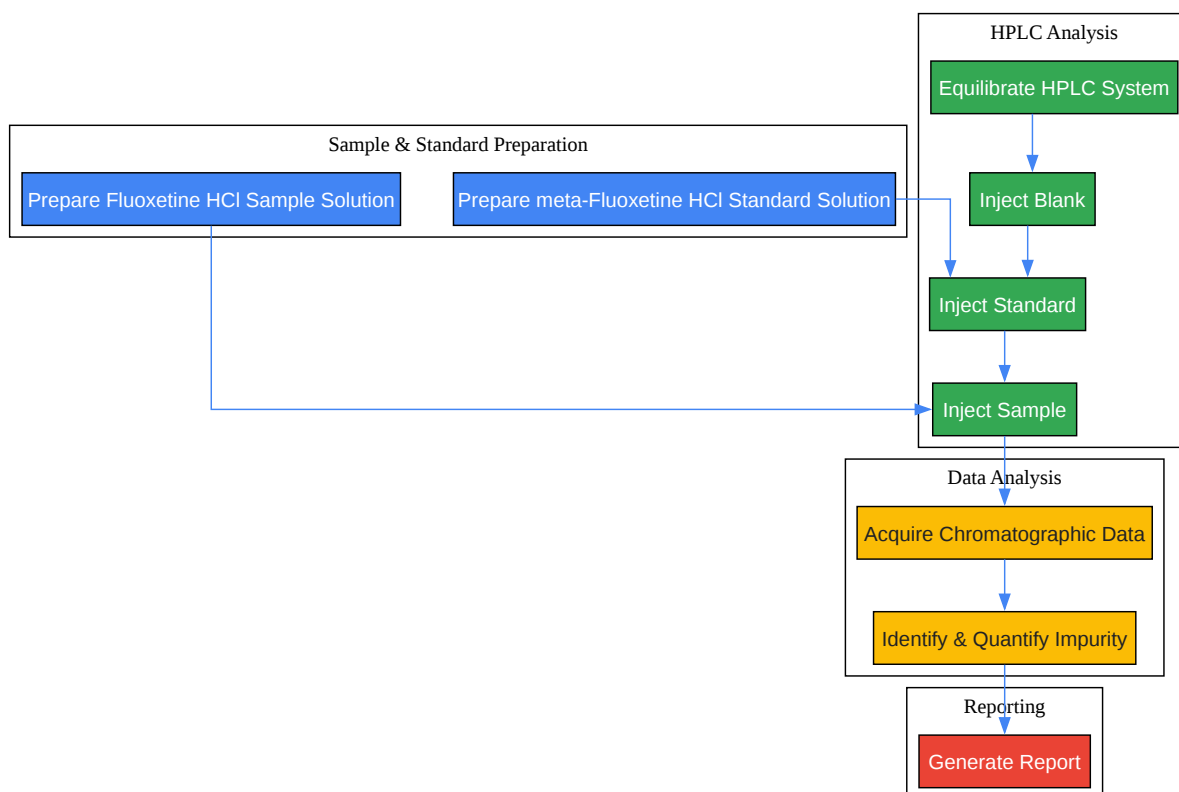 HPLC Analysis
Equilibrate HPLC System
Sample & Standard Preparation
Prepare Fluoxetine HCl Sample Solution
Prepare meta-Fluoxetine HCl Standard Solution
Inject Blank
Inject Standard
Inject Sample
Data Analysis
Acquire Chromatographic Data
Identify & Quantify Impurity
Reporting
Generate Report